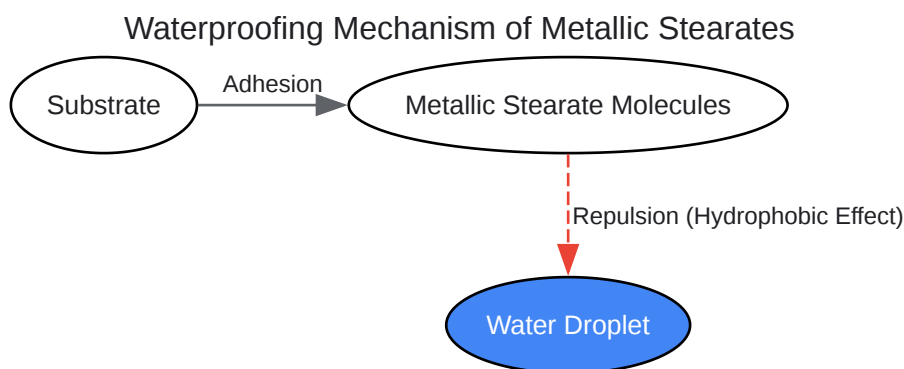 Waterproofing Mechanism of Metallic Stearates
Substrate
Adhesion
Metallic Stearate Molecules
Repulsion (Hydrophobic Effect)
Water Droplet